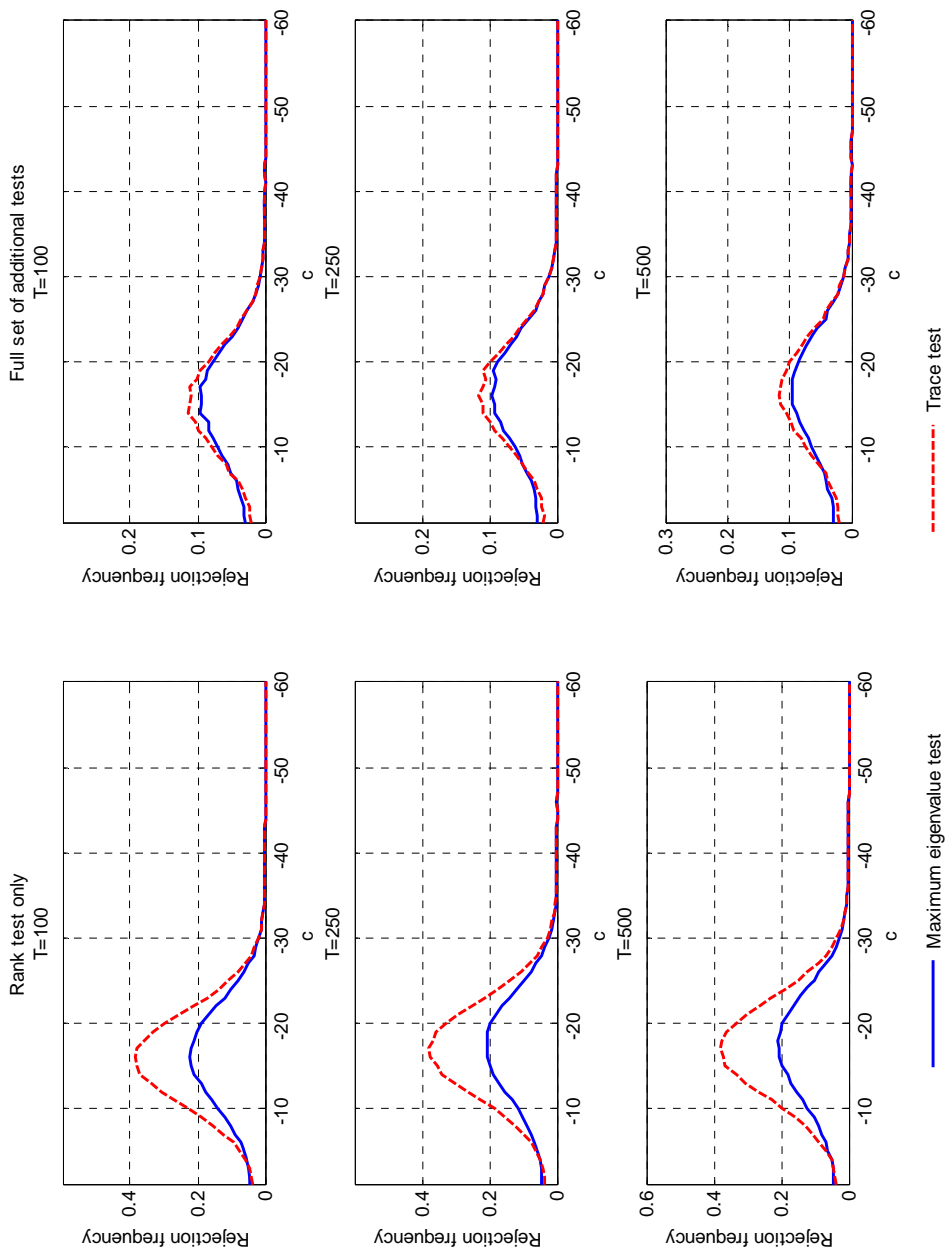 Rank test only
T=100
Rejection frequency
0.4
0.2
0
-10
-20
-30
-40
-50
-60
c
Full set of additional tests
T=100
Rejection frequency
0.2
0.1
0
-10
-20
-30
-40
-50
-60
c
T=250
Rejection frequency
0.4
0.2
0
-10
-20
-30
-40
-50
-60
c
T=250
Rejection frequency
0.2
0.1
0
-10
-20
-30
-40
-50
-60
c
T=500
Rejection frequency
0.6
0.4
0.2
0
-10
-20
-30
-40
-50
-60
c
T=500
Rejection frequency
0.3
0.2
0.1
0
-10
-20
-30
-40
-50
-60
c
Maximum eigenvalue test
Trace test